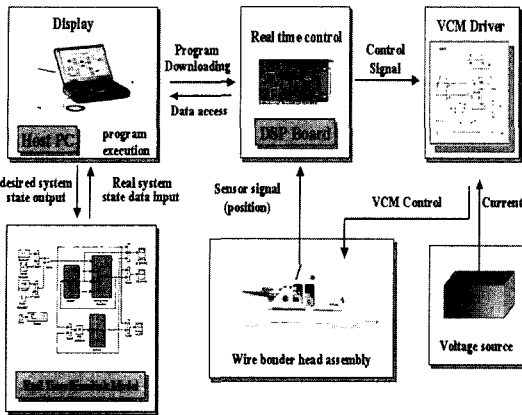 Display
Host PC
program
execution
Program
Downloading
Data access
Real time control
DSP Board
Control
Signal
VCM Driver
desired system
state output
Real system
state data input
Sensor signal
(position)
VCM Control
Current
Wire bonder head assembly
Voltage source